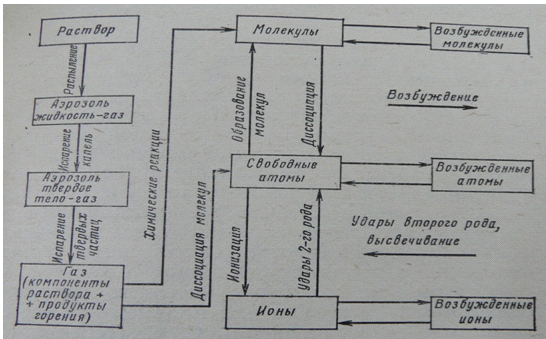 Раствор
Распыление
Аэрозоль
жидкость-газ
Испарение
капель
Аэрозоль
твердое
тело-газ
Испарение
твердых
частиц
Газ
(компоненты
раствора +
+ продукты
горения)
Химические реакции
Диссоциация молекул
Молекулы
Образование
молекул
Диссоциация
Свободные
атомы
Ионизация
Удары 2-го рода
Ионы
Возбужденные
молекулы
Возбуждение
Возбужденные
атомы
Удары второго рода,
высвечивание
Возбужденные
ионы